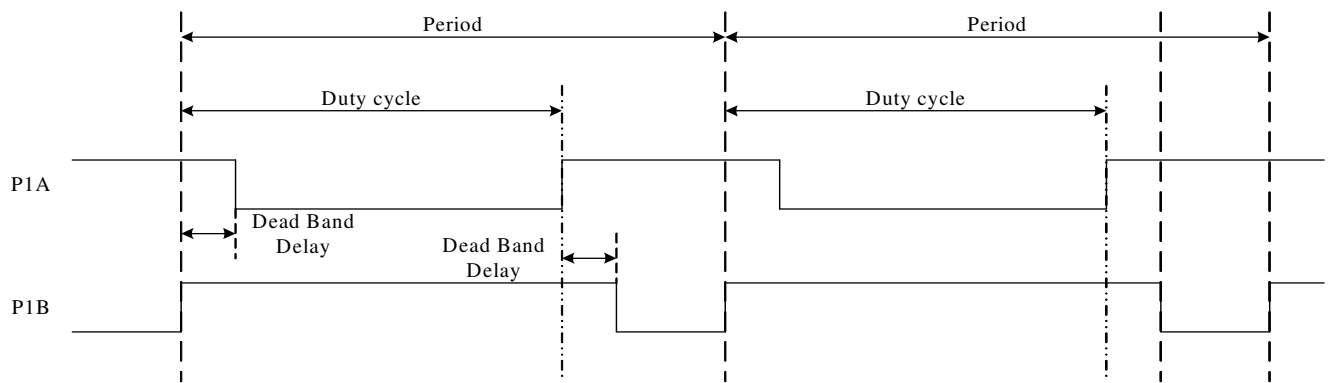 Period
Period
Duty cycle
Duty cycle
P1A
Dead Band
Delay
Dead Band
Delay
P1B